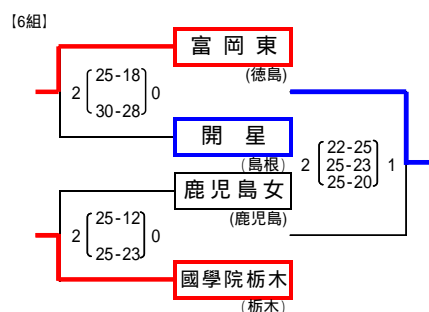 【6組】
富岡東
(徳島)
2 25-18 0
30-28
開星
(島根)
2 22-25 1
25-23
25-20
鹿児島女
(鹿児島)
2 25-12 0
25-23
國學院栃木
(栃木)